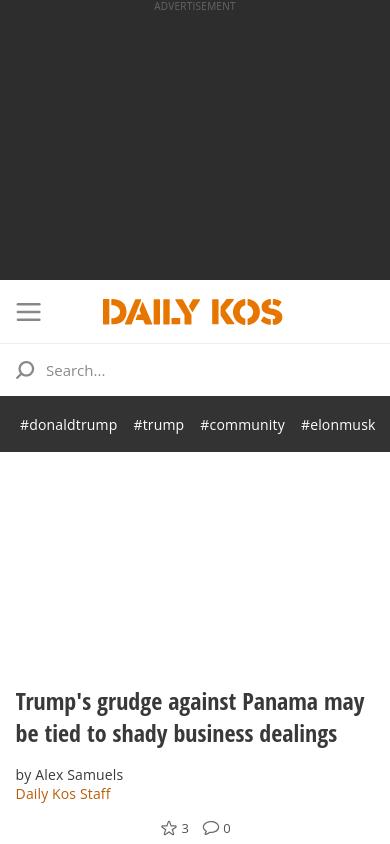 ADVERTISEMENT
DAILY KOS
Search...
#donaldtrump #trump #community #elonmusk
Trump's grudge against Panama may
be tied to shady business dealings
by Alex Samuels
Daily Kos Staff
3 0